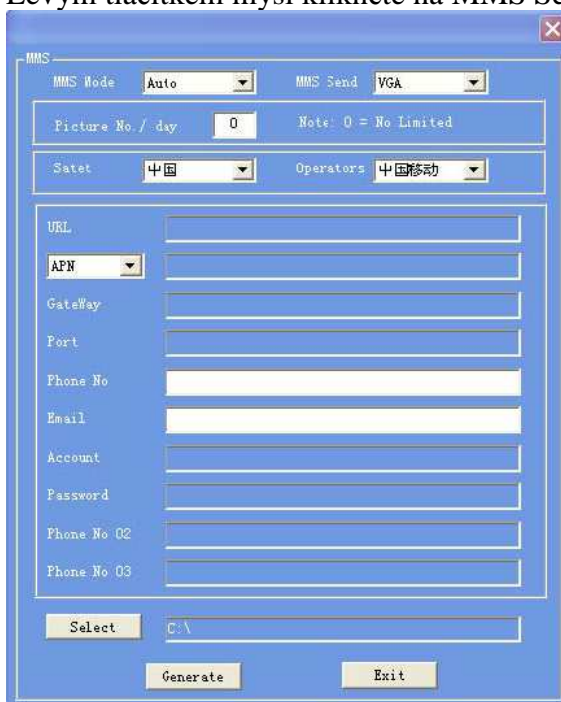 Levým tlačítkem myši klikněte na MMS Se
MMS
MMS Mode Auto MMS Send VGA
Picture No./ day 0 Note: 0 = No Limited
Satet 中国 Operators 中国移动
URL
APN
GateWay
Port
Phone No
Email
Account
Password
Phone No 02
Phone No 03
Select C:\
Generate Exit